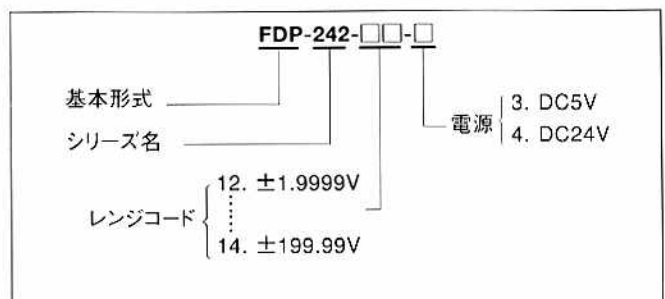 FDP-242-□□-□
基本形式
シリーズ名
レンジコード
12. ±1.9999V
14. ±199.99V
電源
3. DC5V
4. DC24V